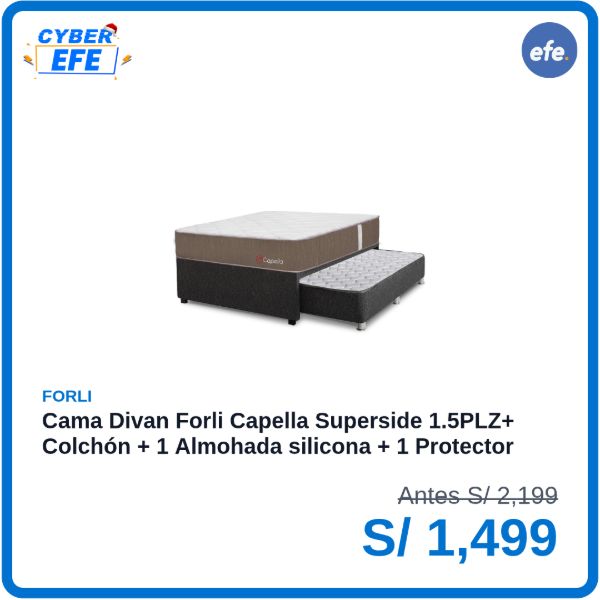 CYBER
EFE
efe.
Capella
FORLI
Cama Divan Forli Capella Superside 1.5PLZ+
Colchón + 1 Almohada silicona + 1 Protector
Antes S/ 2,199
S/ 1,499